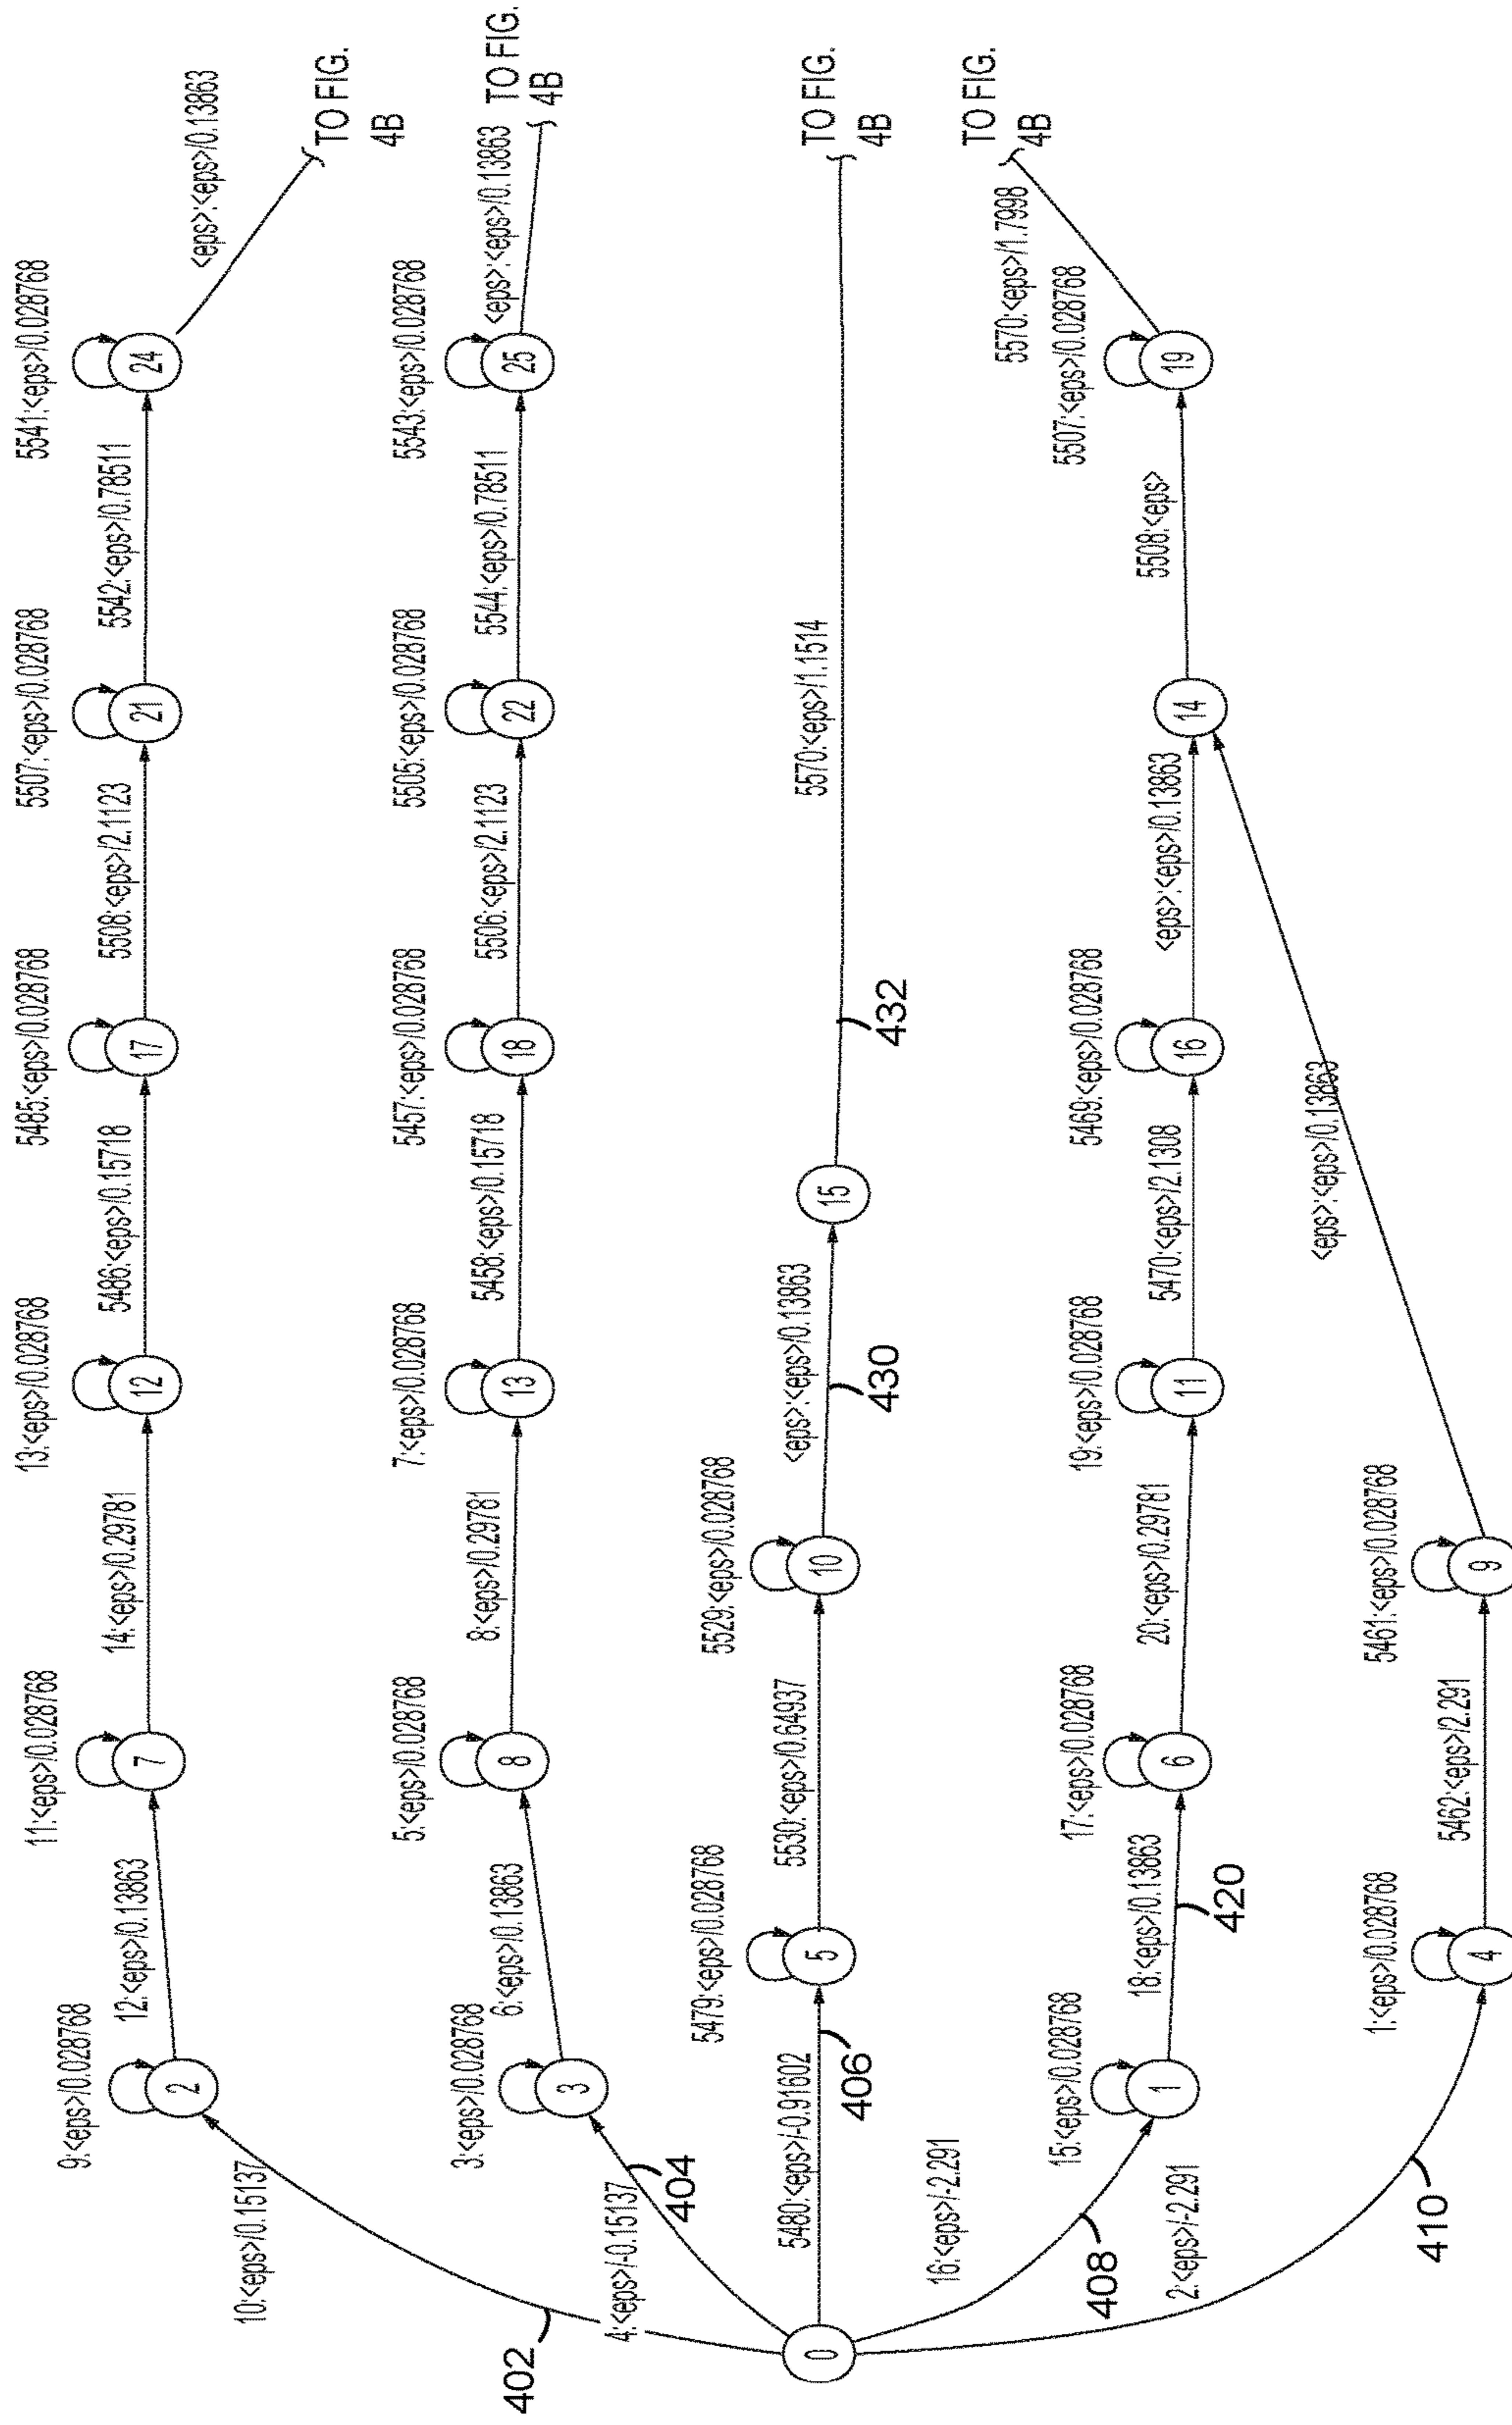 9:<eps>/0.028768
11:<eps>/0.028768
13:<eps>/0.028768
5485:<eps>/0.028768
5507:<eps>/0.028768
5541:<eps>/0.028768
10:<eps>/0.15137
12:<eps>/0.13863
14:<eps>/0.29781
5486:<eps>/0.15718
5508:<eps>/2.1123
5542:<eps>/0.78511
<eps>:<eps>/0.13863
2
7
12
17
21
24
TO FIG.
4B
402
3:<eps>/0.028768
5:<eps>/0.028768
7:<eps>/0.028768
5457:<eps>/0.028768
5505:<eps>/0.028768
5543:<eps>/0.028768
4:<eps>/-0.15137
6:<eps>/0.13863
8:<eps>/0.29781
5458:<eps>/0.15718
5506:<eps>/2.1123
5544:<eps>/0.78511
<eps>:<eps>/0.13863
3
8
13
18
22
25
TO FIG.
4B
404
5479:<eps>/0.028768
5529:<eps>/0.028768
5480:<eps>/-0.91602
5530:<eps>/0.64937
<eps>:<eps>/0.13863
5570:<eps>/1.1514
0
5
10
15
TO FIG.
4B
406
430
432
16:<eps>/-2.291
15:<eps>/0.028768
17:<eps>/0.028768
19:<eps>/0.028768
5469:<eps>/0.028768
5507:<eps>/0.028768
5570:<eps>/1.7998
18:<eps>/0.13863
20:<eps>/0.29781
5470:<eps>/2.1308
<eps>:<eps>/0.13863
5508:<eps>
1
6
11
16
14
19
TO FIG.
4B
408
420
2:<eps>/-2.291
1:<eps>/0.028768
5461:<eps>/0.028768
5462:<eps>/2.291
<eps>:<eps>/0.13863
4
9
410